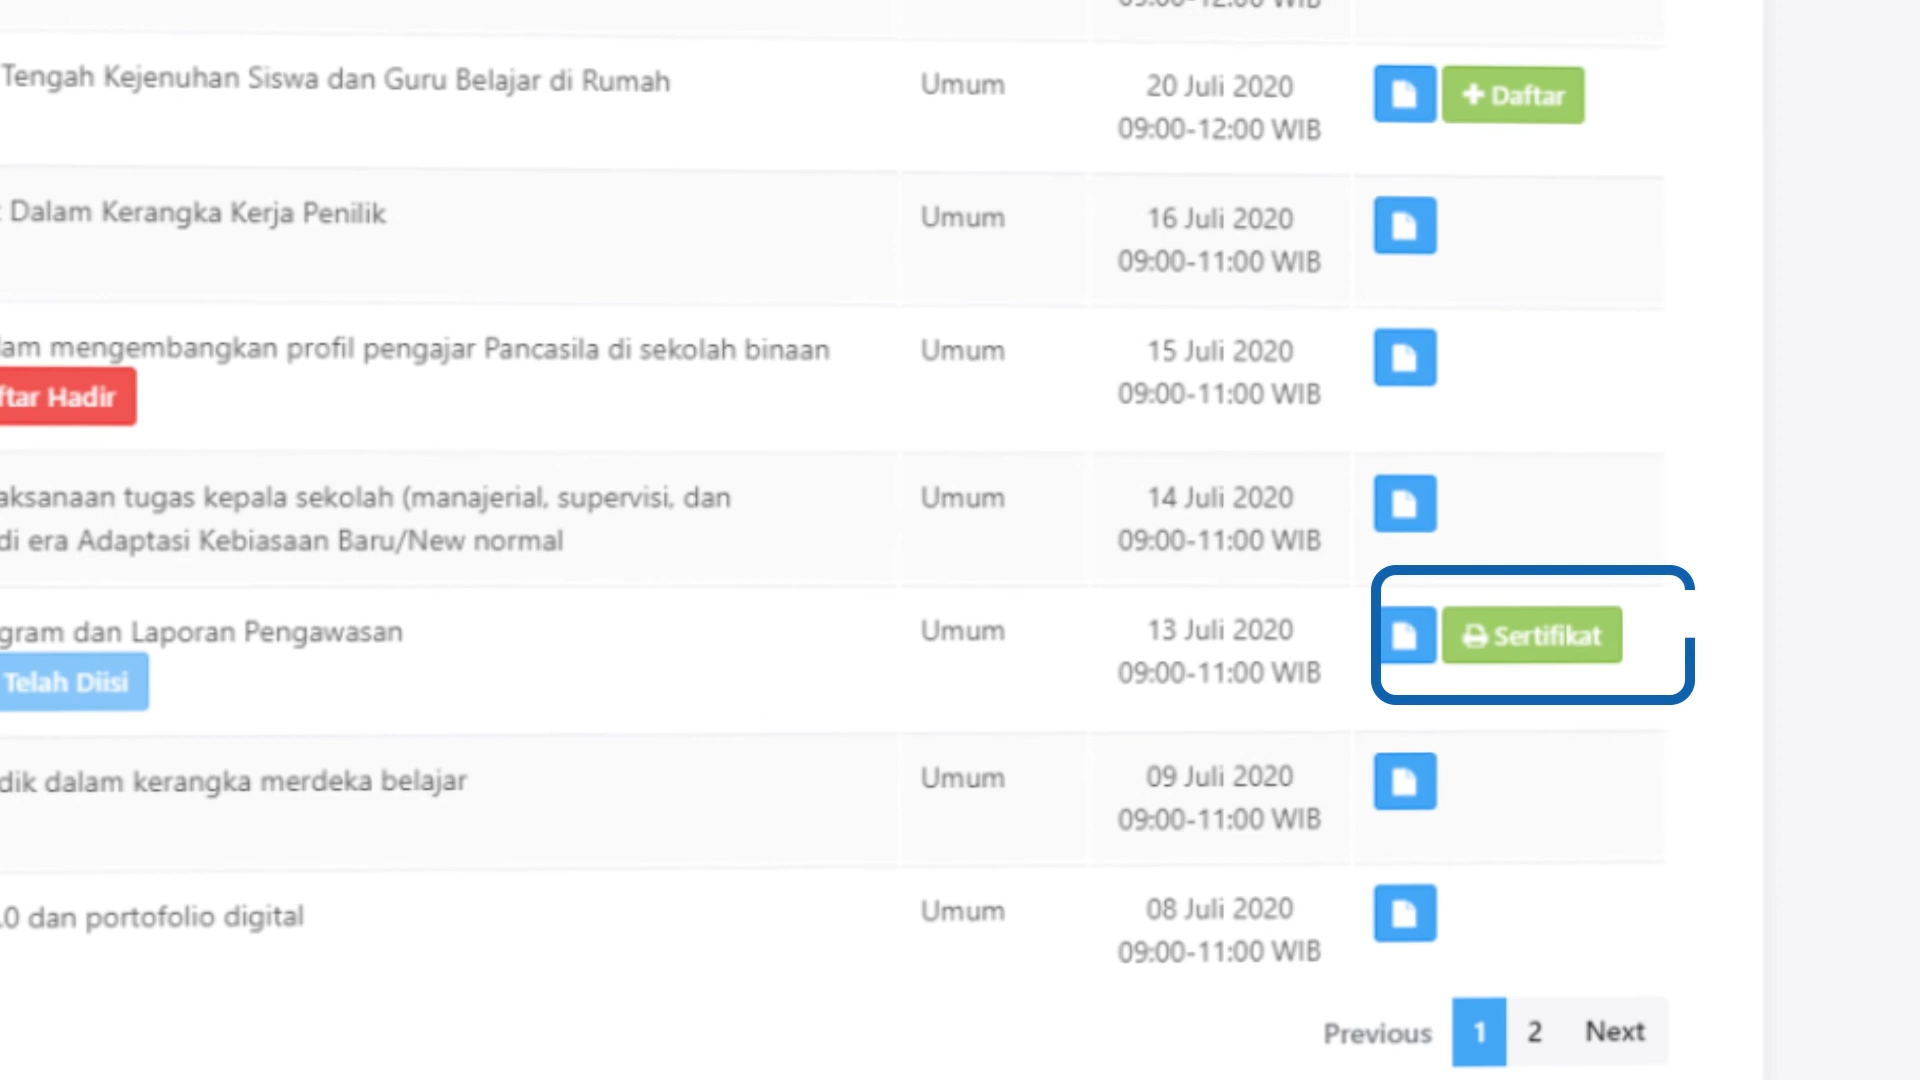 09:00-12:00 WIB
Tengah Kejenuhan Siswa dan Guru Belajar di Rumah Umum 20 Juli 2020 Daftar
09:00-12:00 WIB
Dalam Kerangka Kerja Penilik Umum 16 Juli 2020
09:00-11:00 WIB
lam mengembangkan profil pengajar Pancasila di sekolah binaan Umum 15 Juli 2020
ftar Hadir 09:00-11:00 WIB
aksanaan tugas kepala sekolah (manajerial, supervisi, dan Umum 14 Juli 2020
di era Adaptasi Kebiasaan Baru/New normal 09:00-11:00 WIB
gram dan Laporan Pengawasan Umum 13 Juli 2020 Sertifikat
Telah Diisi 09:00-11:00 WIB
dik dalam kerangka merdeka belajar Umum 09 Juli 2020
09:00-11:00 WIB
.0 dan portofolio digital Umum 08 Juli 2020
09:00-11:00 WIB
Previous 1 2 Next